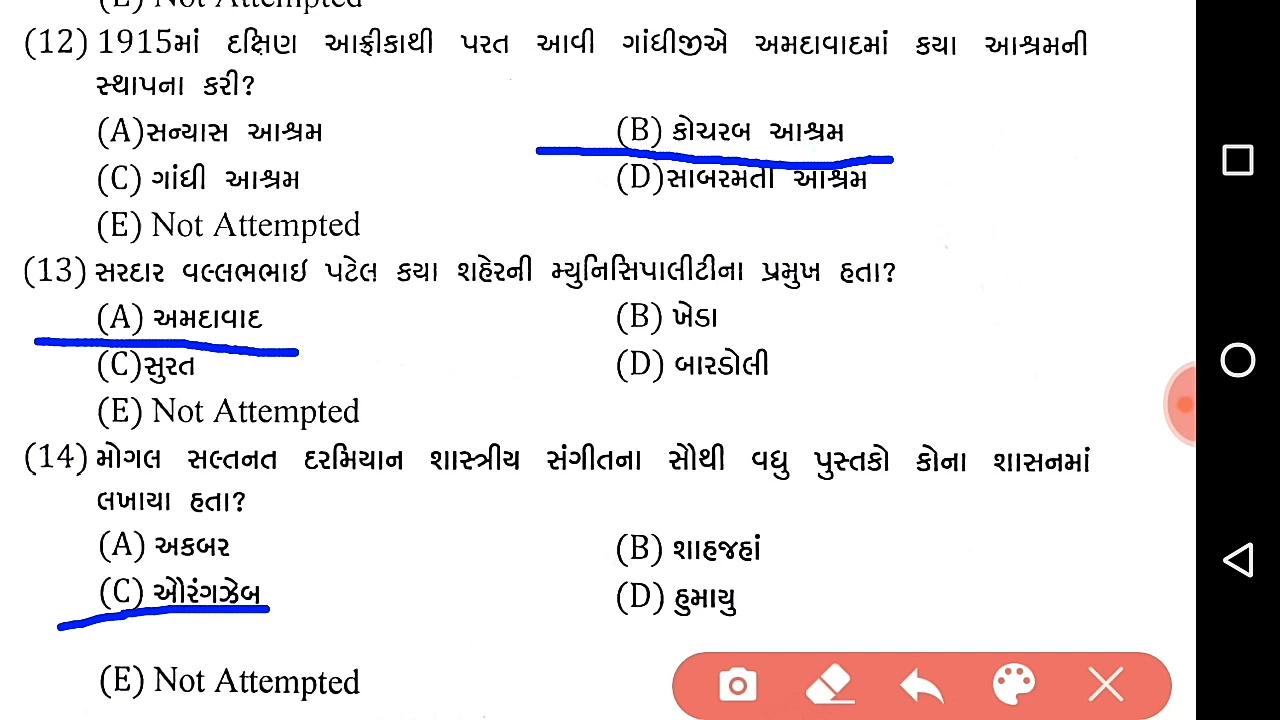 (E) Not Attempted
(12) 1915માં દક્ષિણ આફ્રીકાથી પરત આવી ગાંધીજીએ અમદાવાદમાં કયા આશ્રમની
સ્થાપના કરી?
(A)સન્યાસ આશ્રમ (B) કોચરબ આશ્રમ
(C) ગાંધી આશ્રમ (D)સાબરમતી આશ્રમ
(E) Not Attempted
(13) સરદાર વલ્લભભાઈ પટેલ કયા શહેરની મ્યુનિસિપાલીટીના પ્રમુખ હતા?
(A) અમદાવાદ (B) ખેડા
(C)સુરત (D) બારડોલી
(E) Not Attempted
(14) મોગલ સલ્તનત દરમિયાન શાસ્ત્રીય સંગીતના સૌથી વધુ પુસ્તકો કોના શાસનમાં
લખાયા હતા?
(A) અકબર (B) શાહજહાં
(C) ઔરંગઝેબ (D) હુમાયુ
(E) Not Attempted